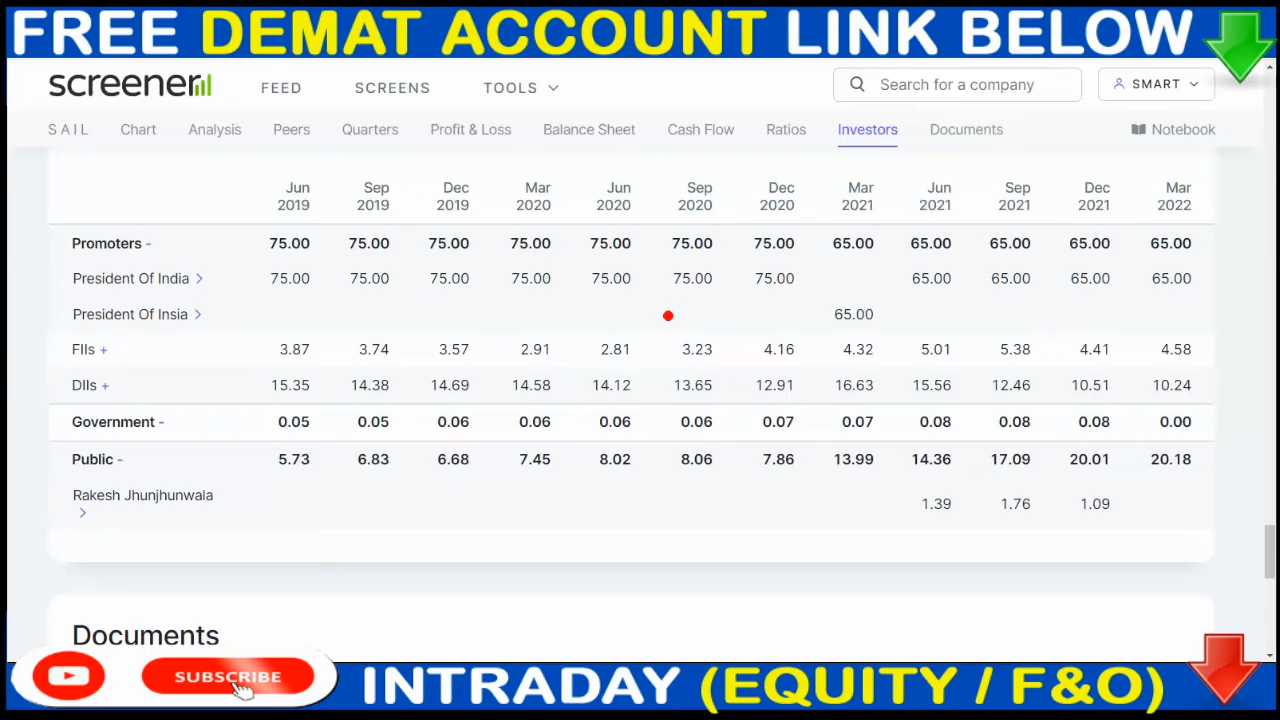 FREE DEMAT ACCOUNT LINK BELOW
screener FEED SCREENS TOOLS Search for a company SMART
S A I L Chart Analysis Peers Quarters Profit & Loss Balance Sheet Cash Flow Ratios Investors Documents Notebook
Jun Sep Dec Mar Jun Sep Dec Mar Jun Sep Dec Mar
2019 2019 2019 2020 2020 2020 2020 2021 2021 2021 2021 2022
Promoters - 75.00 75.00 75.00 75.00 75.00 75.00 75.00 65.00 65.00 65.00 65.00 65.00
President Of India > 75.00 75.00 75.00 75.00 75.00 75.00 75.00 65.00 65.00 65.00 65.00
President Of Insia > 65.00
FIIs + 3.87 3.74 3.57 2.91 2.81 3.23 4.16 4.32 5.01 5.38 4.41 4.58
DIIs + 15.35 14.38 14.69 14.58 14.12 13.65 12.91 16.63 15.56 12.46 10.51 10.24
Government - 0.05 0.05 0.06 0.06 0.06 0.06 0.07 0.07 0.08 0.08 0.08 0.00
Public - 5.73 6.83 6.68 7.45 8.02 8.06 7.86 13.99 14.36 17.09 20.01 20.18
Rakesh Jhunjhunwala > 1.39 1.76 1.09
Documents
SUBSCRIBE INTRADAY (EQUITY / F&O)